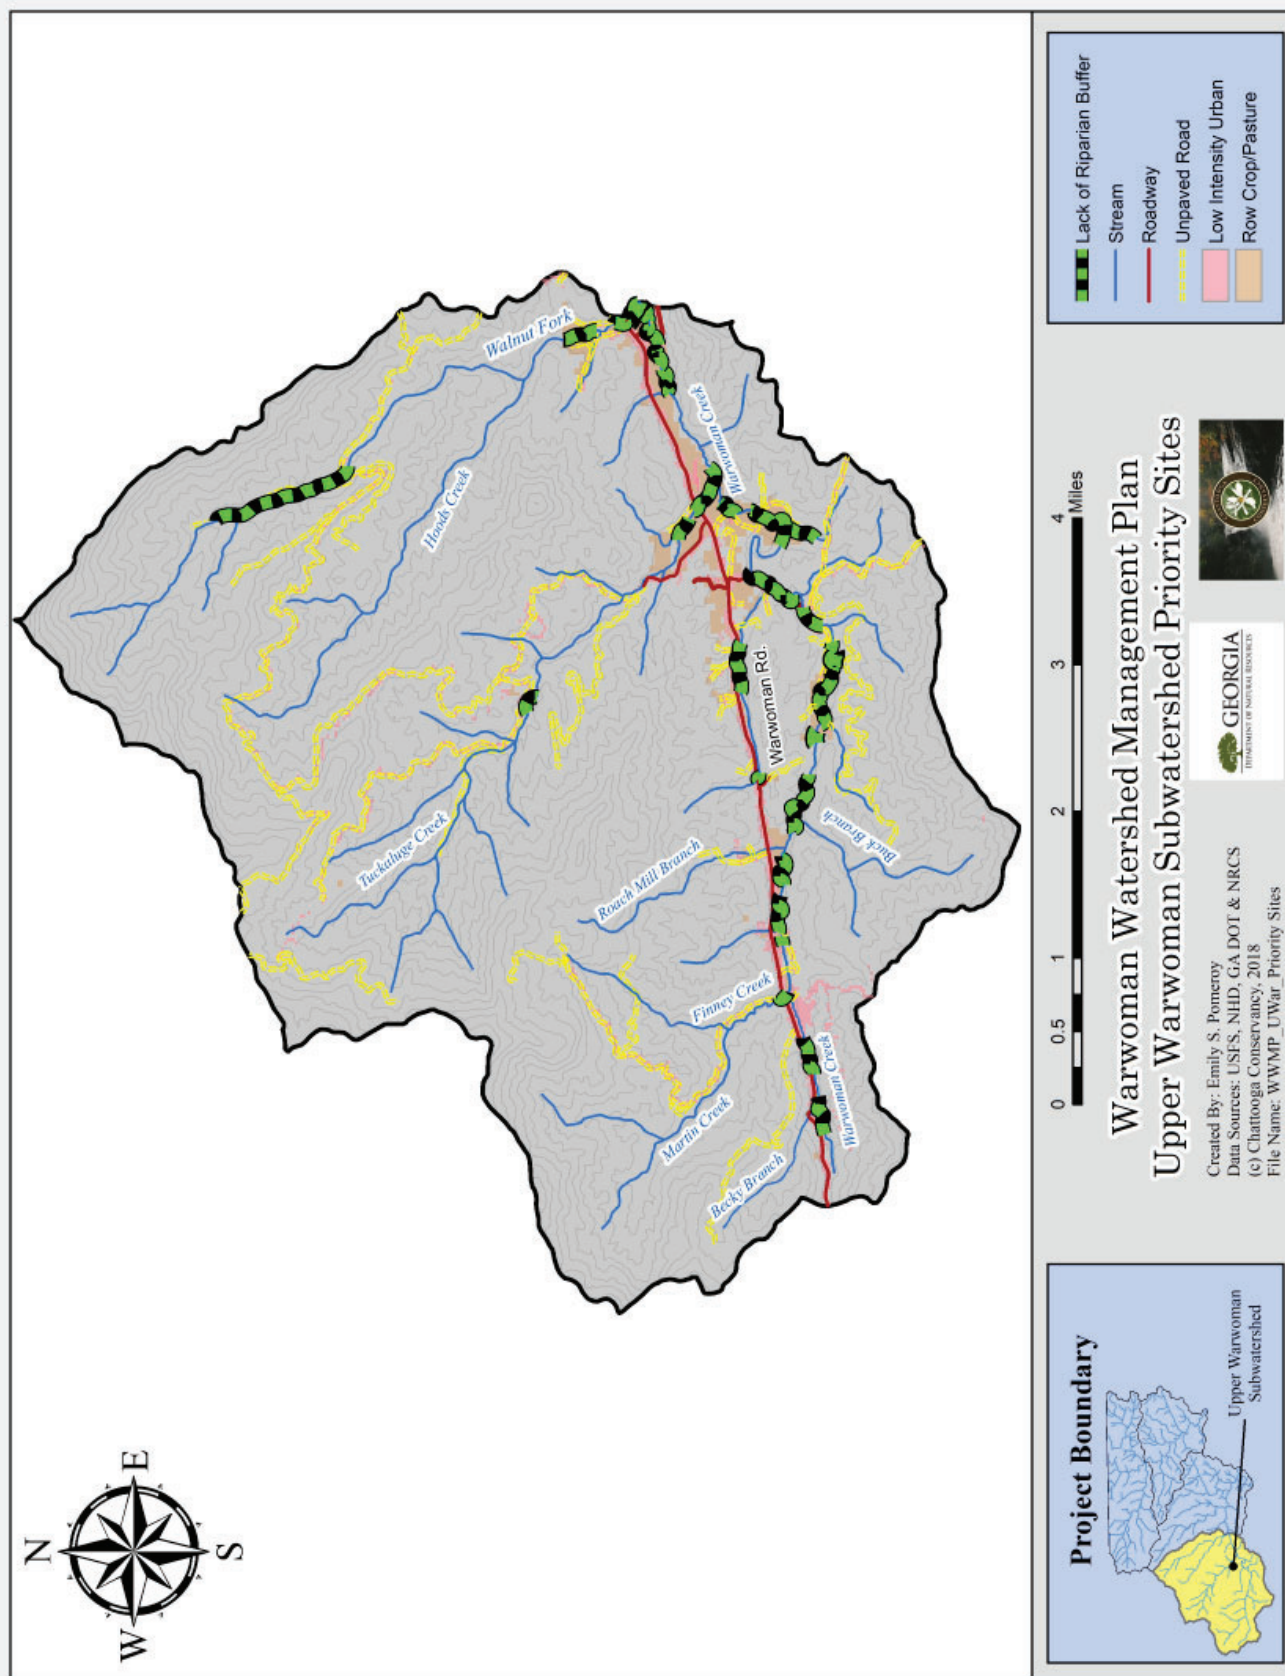 N
W
E
S
Walnut Fork
Hoods Creek
Warwoman Creek
Tuckaluge Creek
Warwoman Rd.
Roach Mill Branch
Buck Branch
Finney Creek
Martin Creek
Warwoman Creek
Becky Branch
Project Boundary
Upper Warwoman
Subwatershed
0 0.5 1 2 3 4
Miles
Warwoman Watershed Management Plan
Upper Warwoman Subwatershed Priority Sites
Created By: Emily S. Pomeroy
Data Sources: USFS, NHD, GA DOT & NRCS
(c) Chattooga Conservancy, 2018
File Name: WWMP_UWar_Priority Sites
GEORGIA
DEPARTMENT OF NATURAL RESOURCES
Lack of Riparian Buffer
Stream
Roadway
Unpaved Road
Low Intensity Urban
Row Crop/Pasture